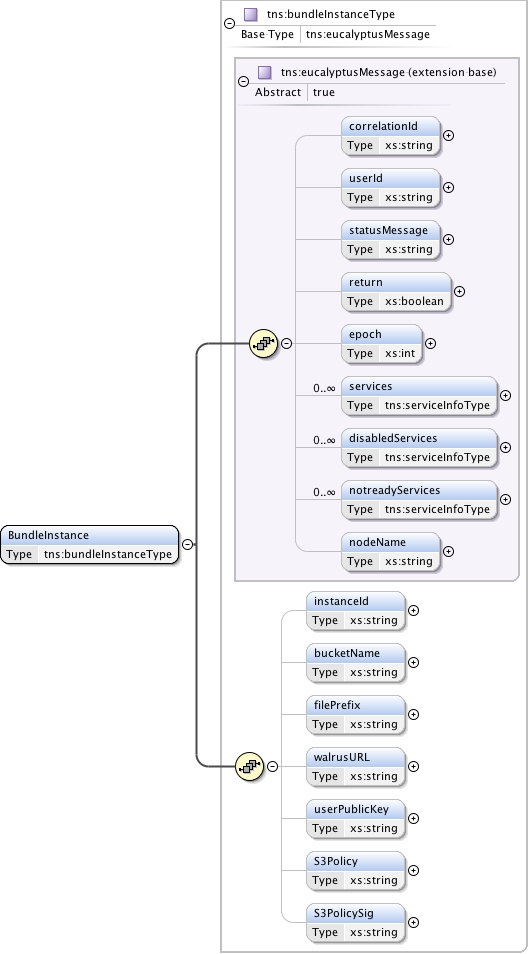 tns:bundleInstanceType
Base Type tns:eucalyptusMessage
tns:eucalyptusMessage (extension base)
Abstract true
correlationId
Type xs:string
userId
Type xs:string
statusMessage
Type xs:string
return
Type xs:boolean
epoch
Type xs:int
0..∞ services
Type tns:serviceInfoType
0..∞ disabledServices
Type tns:serviceInfoType
0..∞ notreadyServices
Type tns:serviceInfoType
nodeName
Type xs:string
BundleInstance
Type tns:bundleInstanceType
instanceId
Type xs:string
bucketName
Type xs:string
filePrefix
Type xs:string
walrusURL
Type xs:string
userPublicKey
Type xs:string
S3Policy
Type xs:string
S3PolicySig
Type xs:string